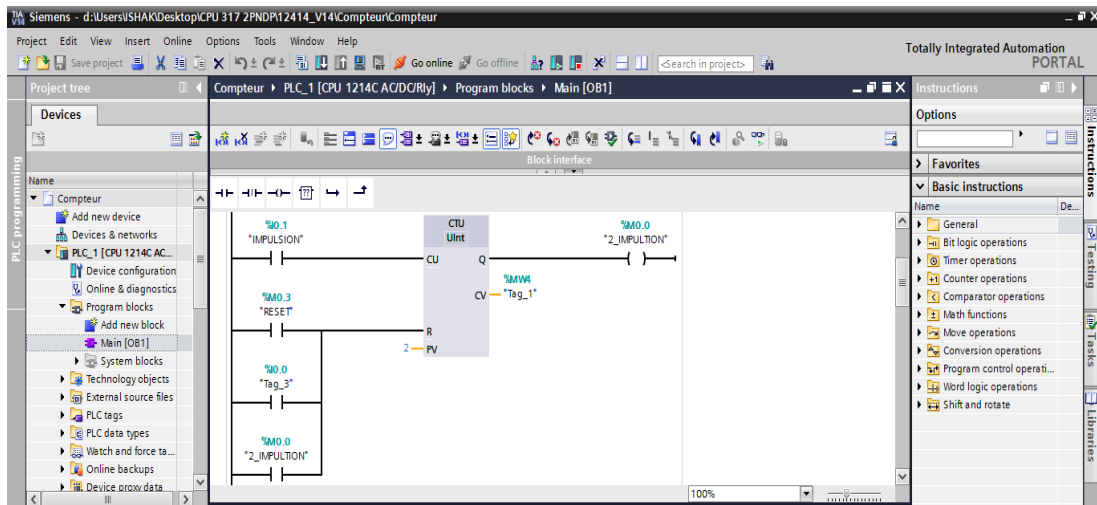 Siemens - d:\Users\ISHAK\Desktop\CPU 317 2PNDP\12414_V14\Compteur\Compteur
Project Edit View Insert Online Options Tools Window Help
Totally Integrated Automation
PORTAL
Save project Go online Go offline <Search in project>
Project tree
Compteur PLC_1 [CPU 1214C AC/DC/Rly] Program blocks Main [OB1]
Instructions
Devices
Options
Block interface
Name
Compteur
Add new device
Devices & networks
PLC_1 [CPU 1214C AC...
Device configuration
Online & diagnostics
Program blocks
Add new block
Main [OB1]
System blocks
Technology objects
External source files
PLC tags
PLC data types
Watch and force ta...
Online backups
Device proxy data
PLC programming
??
%I0.1
"IMPULSION"
CTU
UInt
%M0.0
"2_IMPULTION"
CU Q
%MW4
CV "Tag_1"
%M0.3
"RESET"
R
2 PV
%I0.0
"Tag_3"
%M0.0
"2_IMPULTION"
100%
Favorites
Basic instructions
Name De...
General
Bit logic operations
Timer operations
Counter operations
Comparator operations
Math functions
Move operations
Conversion operations
Program control operati...
Word logic operations
Shift and rotate
Instructions
Testing
Tasks
Libraries